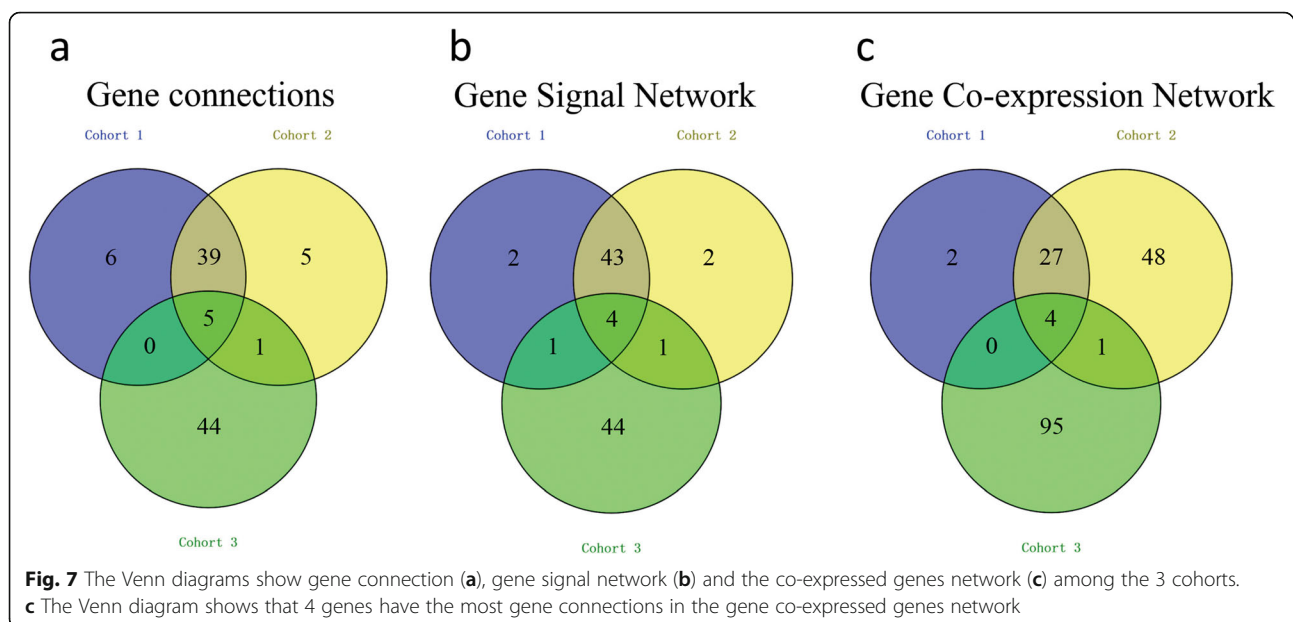 a
Gene connections
Cohort 1
Cohort 2
6
39
5
5
0
1
44
Cohort 3
b
Gene Signal Network
Cohort 1
Cohort 2
2
43
2
4
1
1
44
Cohort 3
c
Gene Co-expression Network
Cohort 1
Cohort 2
2
27
48
4
0
1
95
Cohort 3
Fig. 7 The Venn diagrams show gene connection (a), gene signal network (b) and the co-expressed genes network (c) among the 3 cohorts.
c The Venn diagram shows that 4 genes have the most gene connections in the gene co-expressed genes network